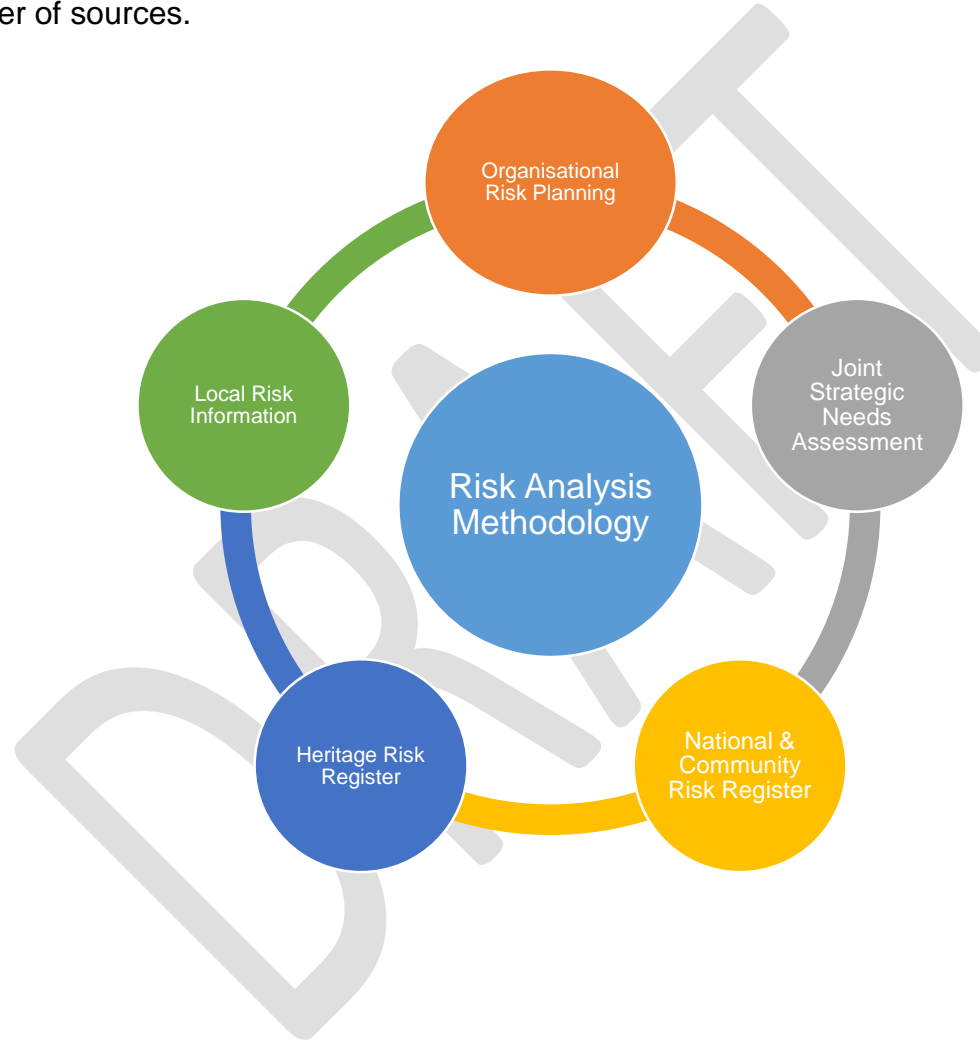 er of sources.
Organisational
Risk Planning
Joint
Strategic
Needs
Assessment
Local Risk
Information
Risk Analysis
Methodology
National &
Community
Risk Register
Heritage Risk
Register
DRAFT